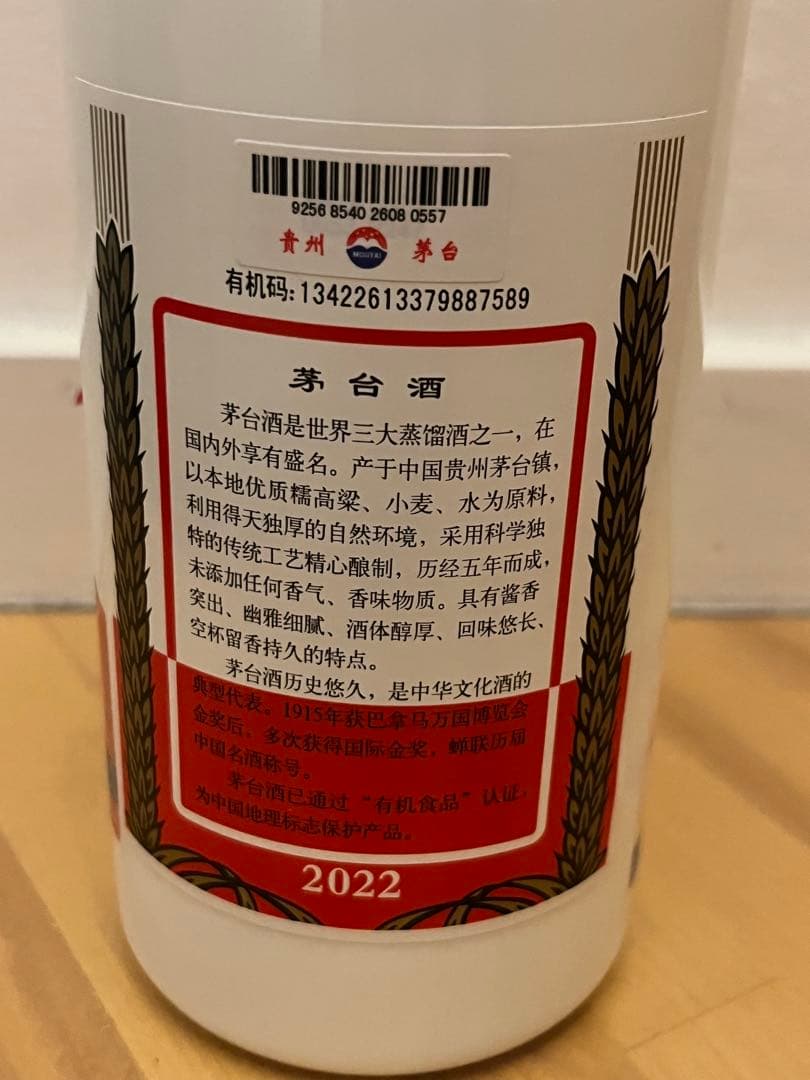 9256 8540 2608 0557
贵州 MOUTAI 茅台
有机码:13422613379887589
茅台酒
茅台酒是世界三大蒸馏酒之一，在
国内外享有盛名。产于中国贵州茅台镇，
以本地优质糯高粱、小麦、水为原料，
利用得天独厚的自然环境，采用科学独
特的传统工艺精心酿制，历经五年而成，
未添加任何香气、香味物质。具有酱香
突出、幽雅细腻、酒体醇厚、回味悠长、
空杯留香持久的特点。
茅台酒历史悠久，是中华文化酒的
典型代表。1915年获巴拿马万国博览会
金奖后，多次获得国际金奖，蝉联历届
中国名酒称号。
茅台酒已通过“有机食品”认证，
为中国地理标志保护产品。
2022